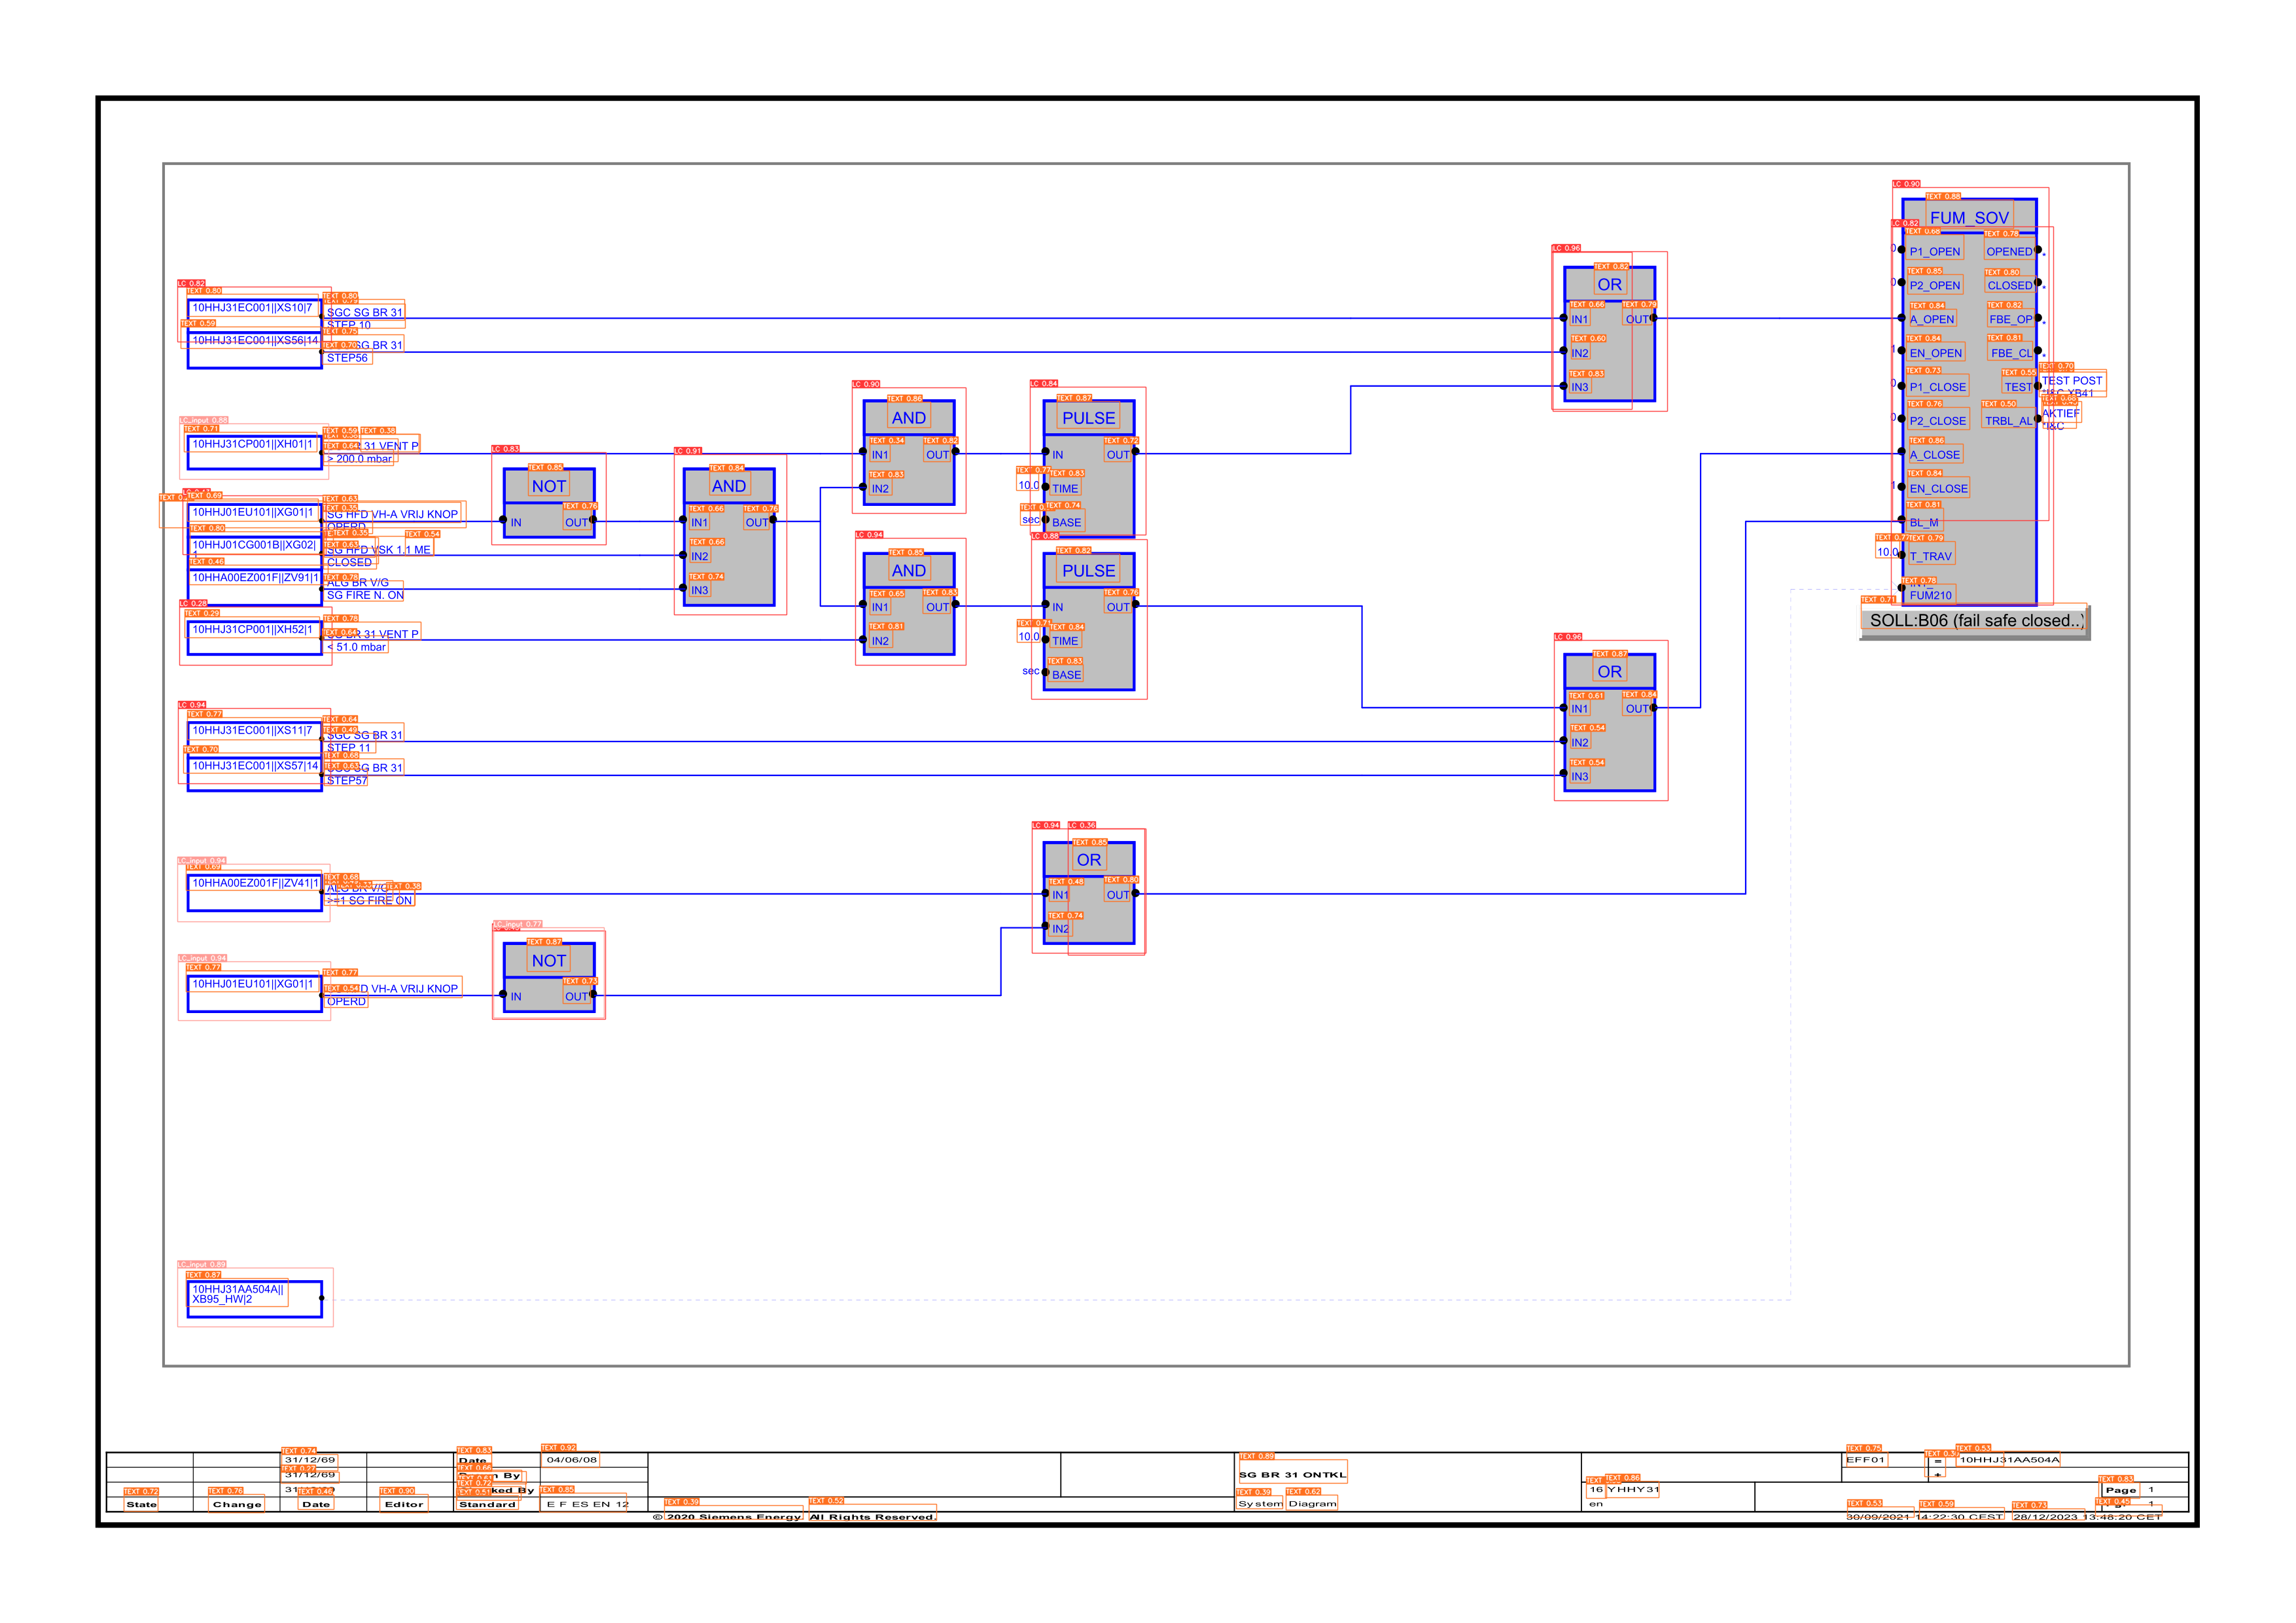 FUM_SOV
P1_OPEN OPENED
P2_OPEN CLOSED
A_OPEN FBE_OP
EN_OPEN FBE_CL
P1_CLOSE TEST
TEST POST
P2_CLOSE TRBL_AL
AKTIEF
A_CLOSE
EN_CLOSE
BL_M
10.0 T_TRAV
FUM210
SOLL:B06 (fail safe closed..)
10HHJ31EC001||XS10|7
SGC SG BR 31
STEP 10
10HHJ31EC001||XS56|14
SG BR 31
STEP56
OR
IN1 OUT
IN2
IN3
10HHJ31CP001||XH01|1
31 VENT P
> 200.0 mbar
10HHJ01EU101||XG01|1
SG HFD VH-A VRIJ KNOP
OPERD
10HHJ01CG001B||XG02|
SG HFD VSK 1.1 ME
CLOSED
10HHA00EZ001F||ZV91|1
ALG BR V/G
SG FIRE N. ON
10HHJ31CP001||XH52|1
BR 31 VENT P
< 51.0 mbar
NOT
IN OUT
AND
IN1 OUT
IN2
IN3
AND
IN1 OUT
IN2
PULSE
IN OUT
10.0 TIME
sec BASE
AND
IN1 OUT
IN2
PULSE
IN OUT
10.0 TIME
sec BASE
OR
IN1 OUT
IN2
IN3
10HHJ31EC001||XS11|7
SGC SG BR 31
STEP 11
10HHJ31EC001||XS57|14
SG BR 31
STEP57
10HHA00EZ001F||ZV41|1
ALG BR V/G
>=1 SG FIRE ON
OR
IN1 OUT
IN2
10HHJ01EU101||XG01|1
D VH-A VRIJ KNOP
OPERD
NOT
IN OUT
10HHJ31AA504A||
XB95_HW|2
31/12/69 Date 04/06/08
31/12/69 By
31 ked By
State Change Date Editor Standard E F ES EN 12
© 2020 Siemens Energy All Rights Reserved.
SG BR 31 ONTKL
System Diagram
16 YHHY31
en
EFF01 = 10HHJ31AA504A
+
Page 1
1
30/09/2021 14:22:30 CEST 28/12/2023 13:48:20 CET